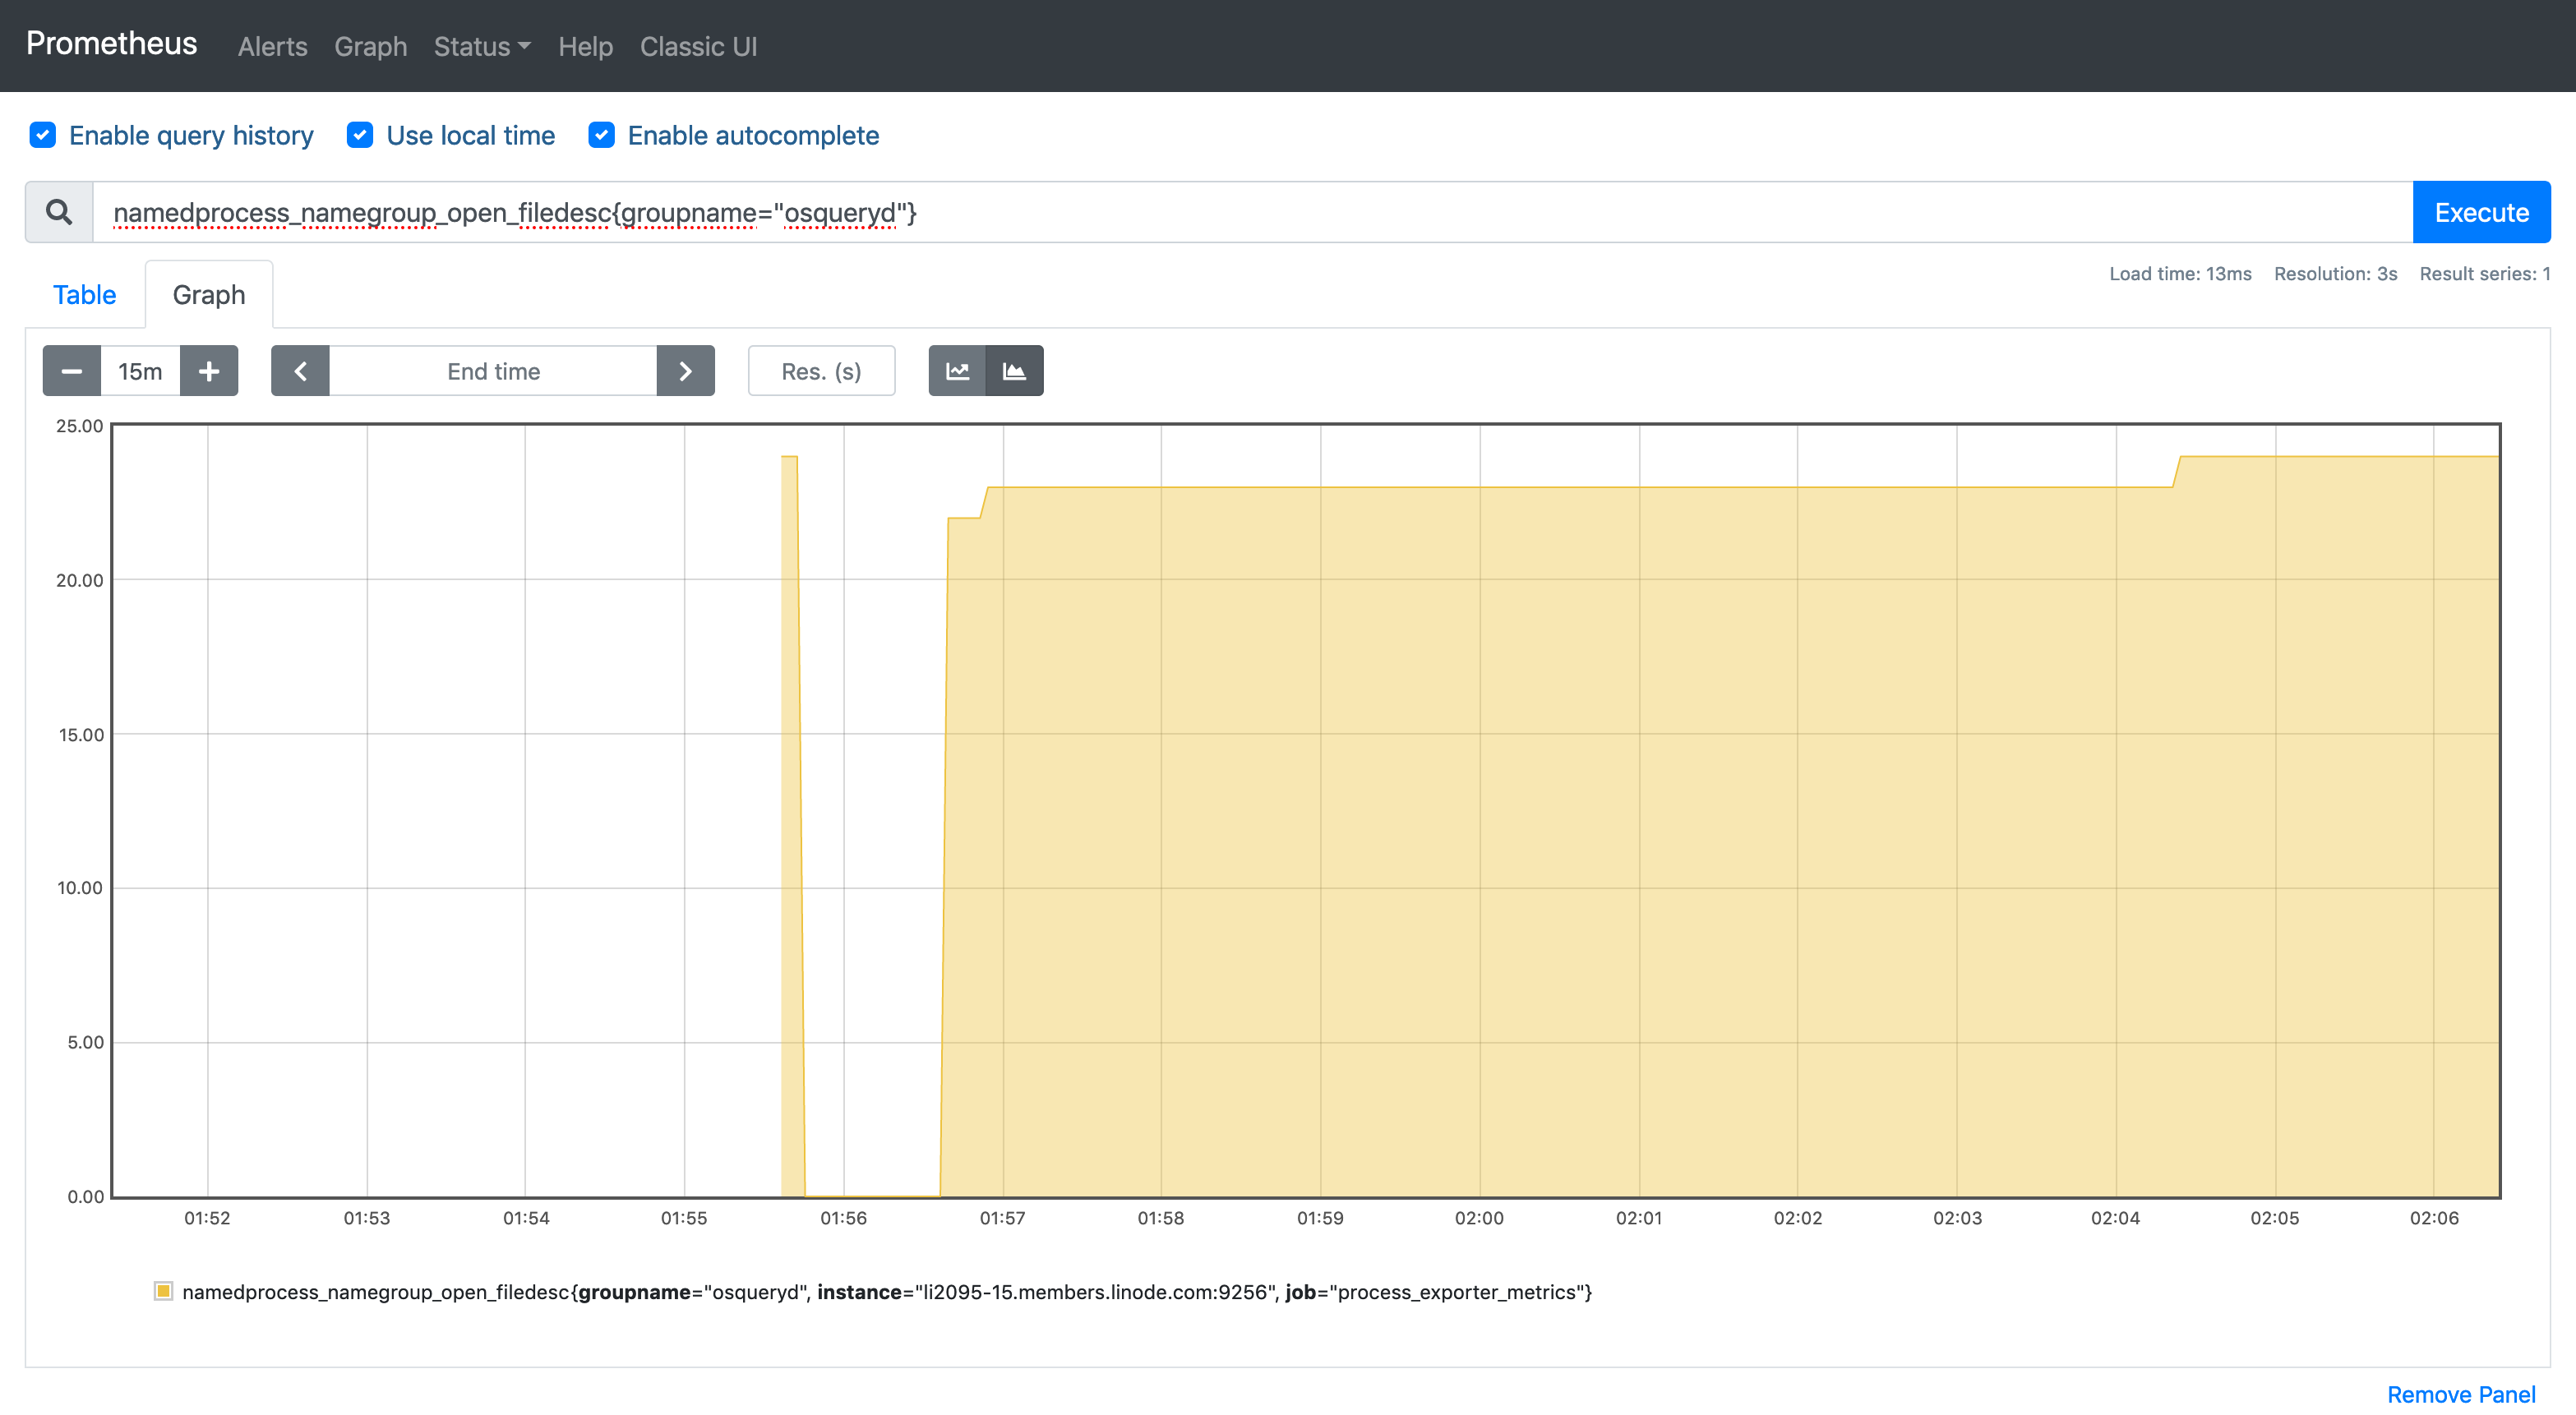 Prometheus Alerts Graph Status Help Classic UI
Enable query history Use local time Enable autocomplete
namedprocess_namegroup_open_filedesc{groupname="osqueryd"} Execute
Table Graph Load time: 13ms Resolution: 3s Result series: 1
15m End time Res. (s)
25.00
20.00
15.00
10.00
5.00
0.00
01:52 01:53 01:54 01:55 01:56 01:57 01:58 01:59 02:00 02:01 02:02 02:03 02:04 02:05 02:06
namedprocess_namegroup_open_filedesc{groupname="osqueryd", instance="li2095-15.members.linode.com:9256", job="process_exporter_metrics"}
Remove Panel